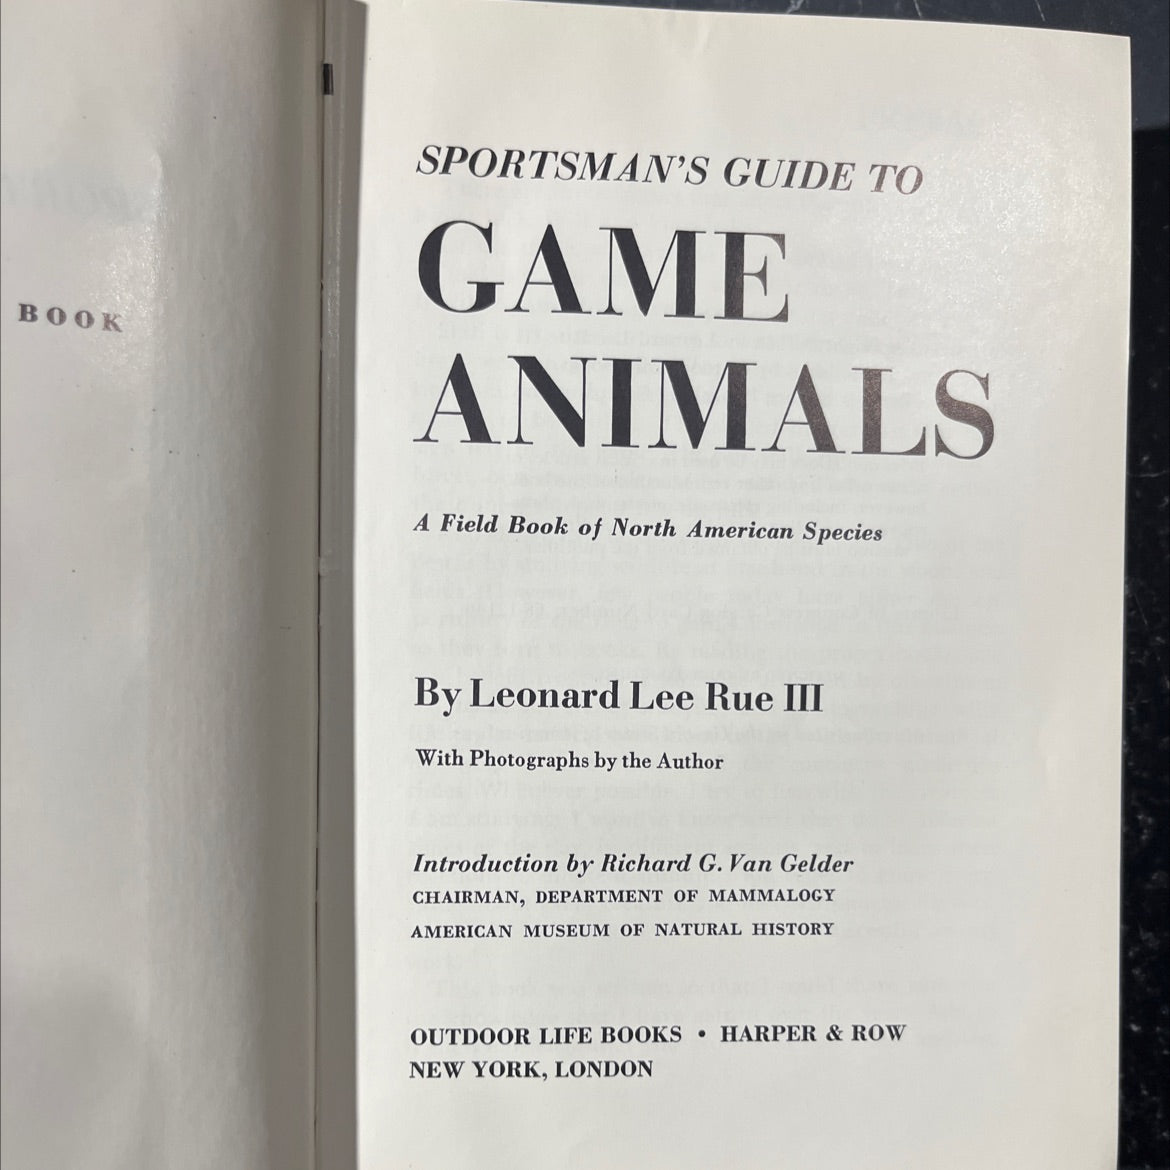 BOOK
SPORTSMAN'S GUIDE TO
GAME
ANIMALS
A Field Book of North American Species
By Leonard Lee Rue III
With Photographs by the Author
Introduction by Richard G. Van Gelder
CHAIRMAN, DEPARTMENT OF MAMMALOGY
AMERICAN MUSEUM OF NATURAL HISTORY
OUTDOOR LIFE BOOKS • HARPER & ROW
NEW YORK, LONDON